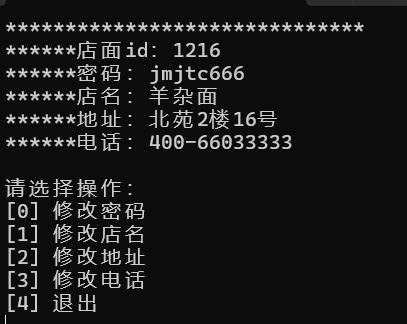 ******************************
******店面id: 1216
******密码: jmjtc666
******店名: 羊杂面
******地址: 北苑2楼16号
******电话: 400-66033333
请选择操作:
[0] 修改密码
[1] 修改店名
[2] 修改地址
[3] 修改电话
[4] 退出